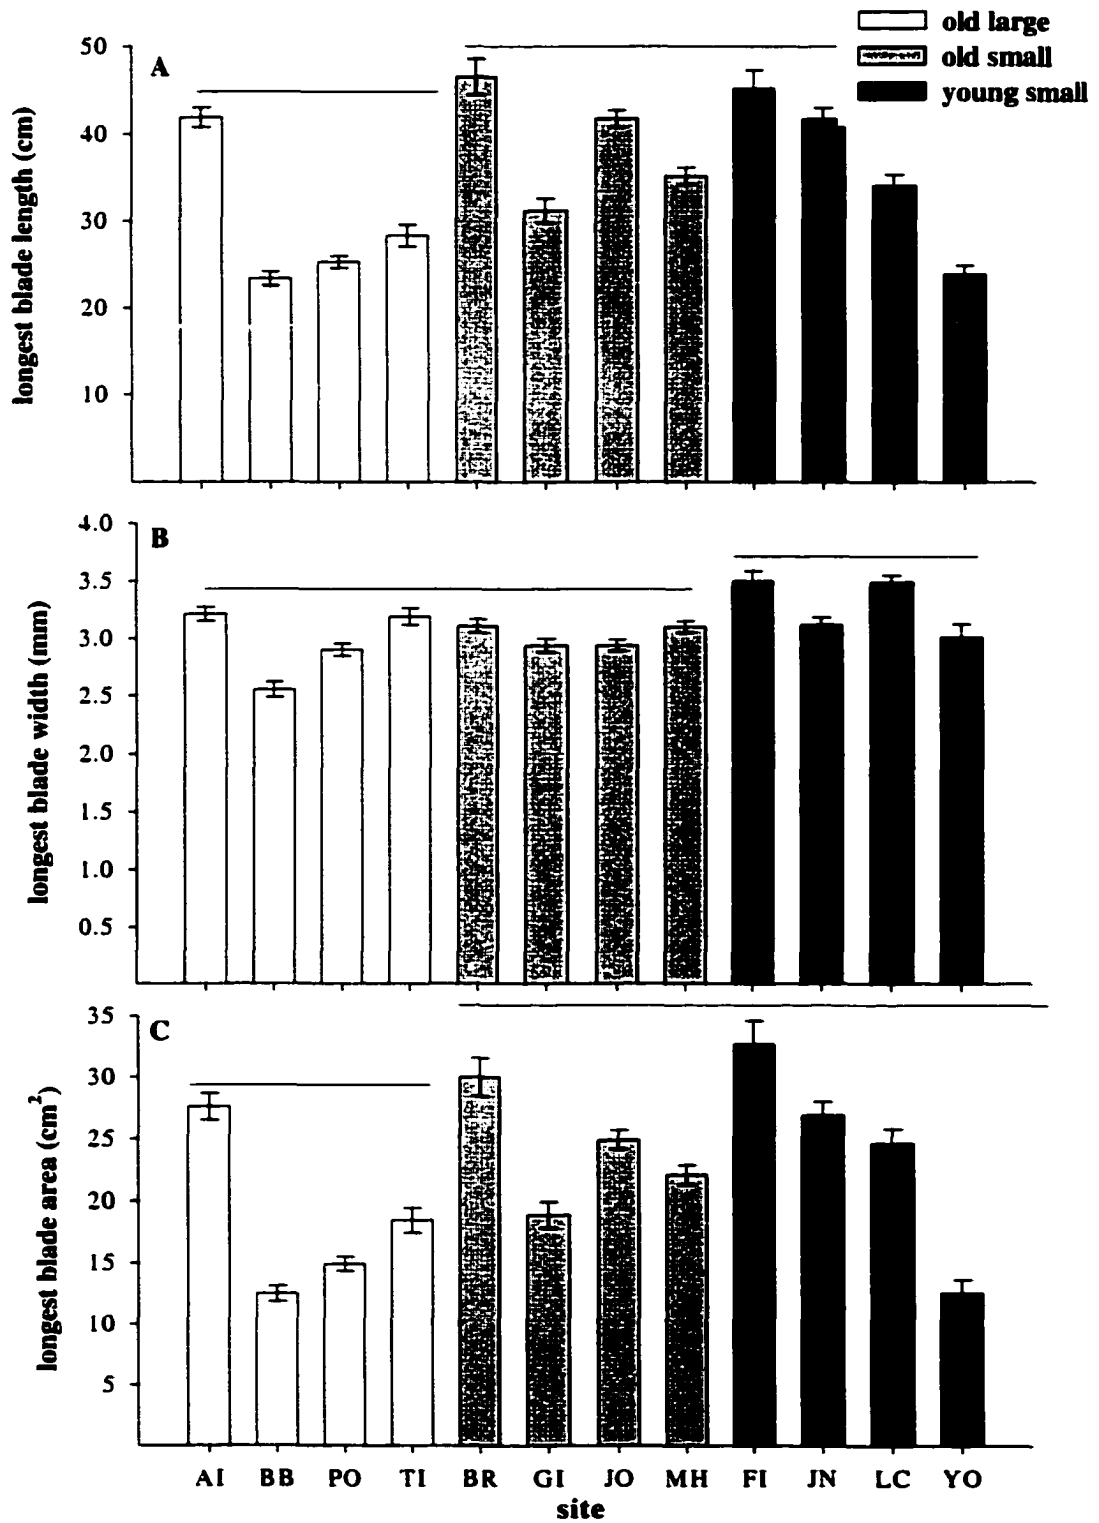 old large
old small
young small
A
50
40
30
20
10
longest blade length (cm)
B
4.0
3.5
3.0
2.5
2.0
1.5
1.0
0.5
longest blade width (mm)
C
35
30
25
20
15
10
5
longest blade area (cm²)
AI BB PO TI BR GI JO MH FI JN LC YO
site